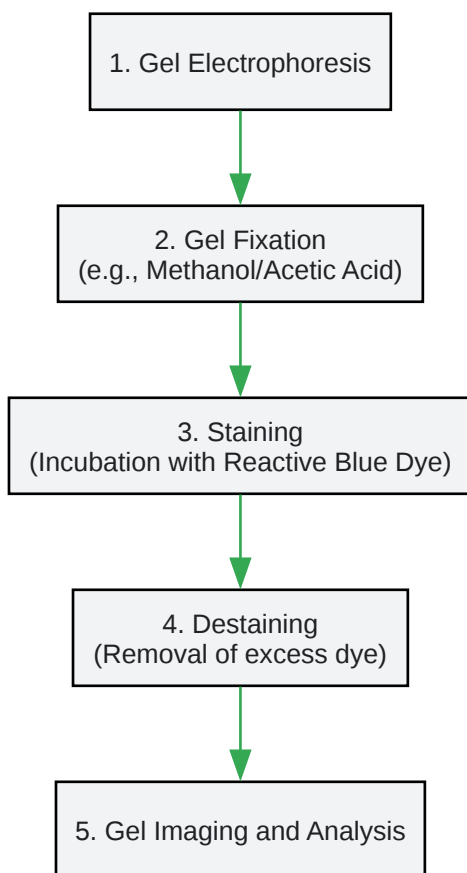 1. Gel Electrophoresis
2. Gel Fixation
(e.g., Methanol/Acetic Acid)
3. Staining
(Incubation with Reactive Blue Dye)
4. Destaining
(Removal of excess dye)
5. Gel Imaging and Analysis